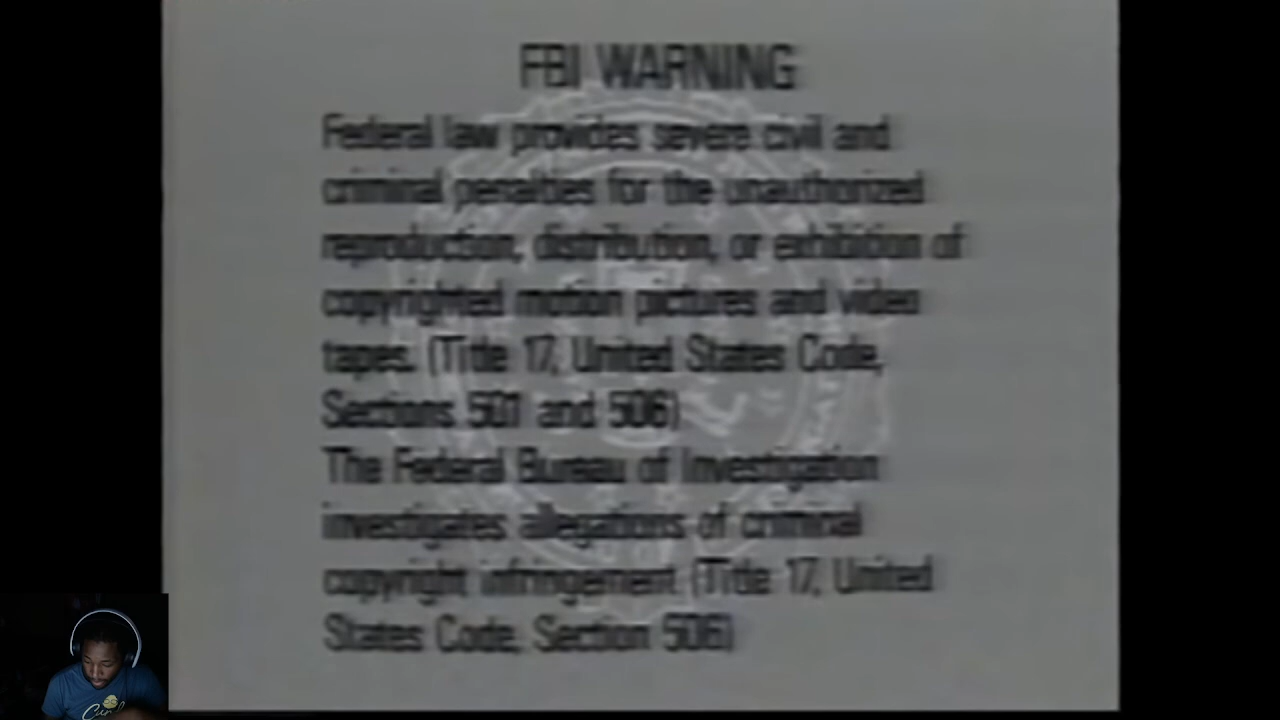 FBI WARNING
Federal law provides severe civil and
criminal penalties for the unauthorized
reproduction, distribution, or exhibition of
copyrighted motion pictures and video
tapes. (Title 17, United States Code,
Sections 501 and 506)
The Federal Bureau of Investigation
investigates allegations of criminal
copyright infringement (Title 17, United
States Code, Section 506)